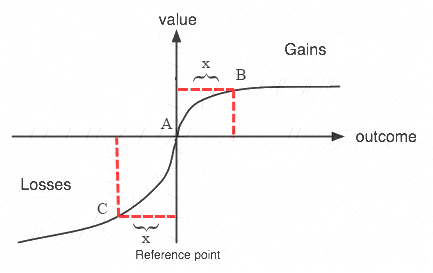 value
Gains
x
B
A
outcome
Losses
C
x
Reference point